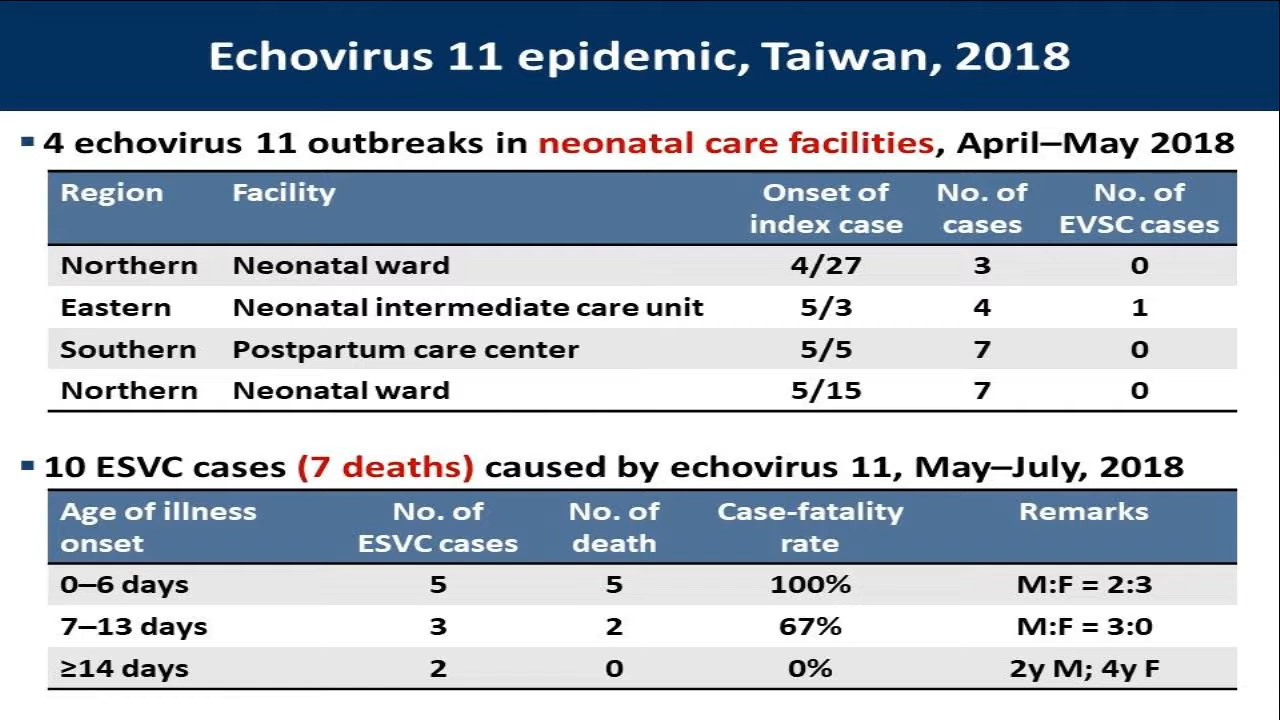 Echovirus 11 epidemic, Taiwan, 2018
▪ 4 echovirus 11 outbreaks in neonatal care facilities, April–May 2018
Region Facility Onset of index case No. of cases No. of EVSC cases
Northern Neonatal ward 4/27 3 0
Eastern Neonatal intermediate care unit 5/3 4 1
Southern Postpartum care center 5/5 7 0
Northern Neonatal ward 5/15 7 0
▪ 10 ESVC cases (7 deaths) caused by echovirus 11, May–July, 2018
Age of illness onset No. of ESVC cases No. of death Case-fatality rate Remarks
0–6 days 5 5 100% M:F = 2:3
7–13 days 3 2 67% M:F = 3:0
≥14 days 2 0 0% 2y M; 4y F